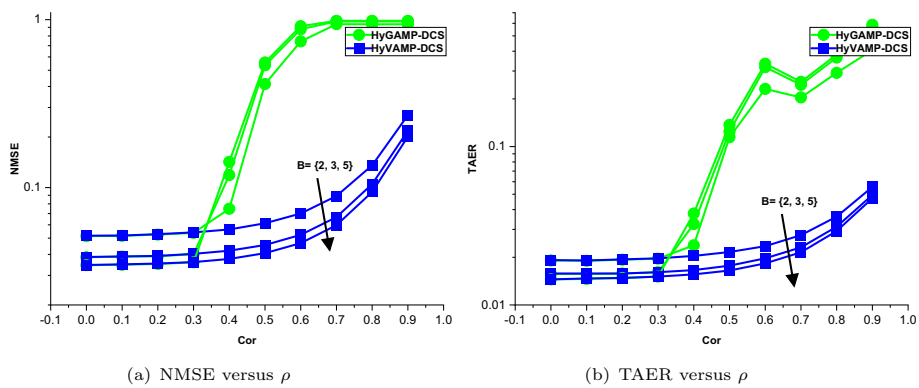 1
0.1
NMSE
-0.1 0.0 0.1 0.2 0.3 0.4 0.5 0.6 0.7 0.8 0.9 1.0
Cor
HyGAMP-DCS
HyVAMP-DCS
B= {2, 3, 5}
(a) NMSE versus ρ
0.1
0.01
TAER
-0.1 0.0 0.1 0.2 0.3 0.4 0.5 0.6 0.7 0.8 0.9 1.0
Cor
HyGAMP-DCS
HyVAMP-DCS
B= {2, 3, 5}
(b) TAER versus ρ